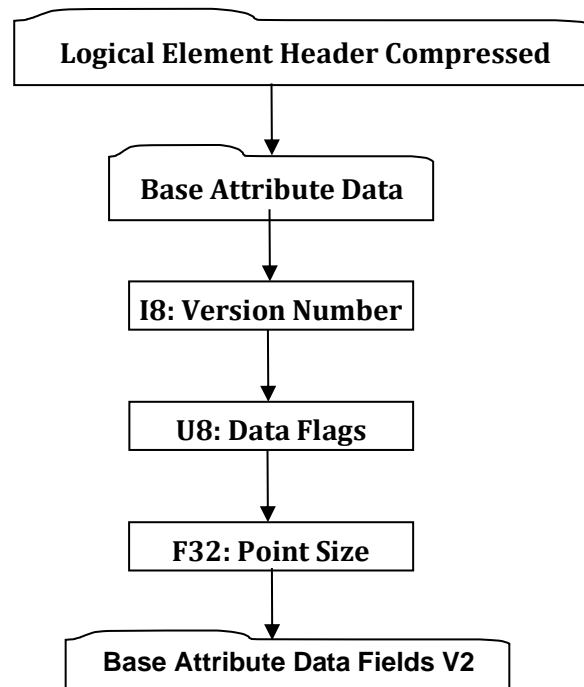 Logical Element Header Compressed
Base Attribute Data
I8: Version Number
U8: Data Flags
F32: Point Size
Base Attribute Data Fields V2